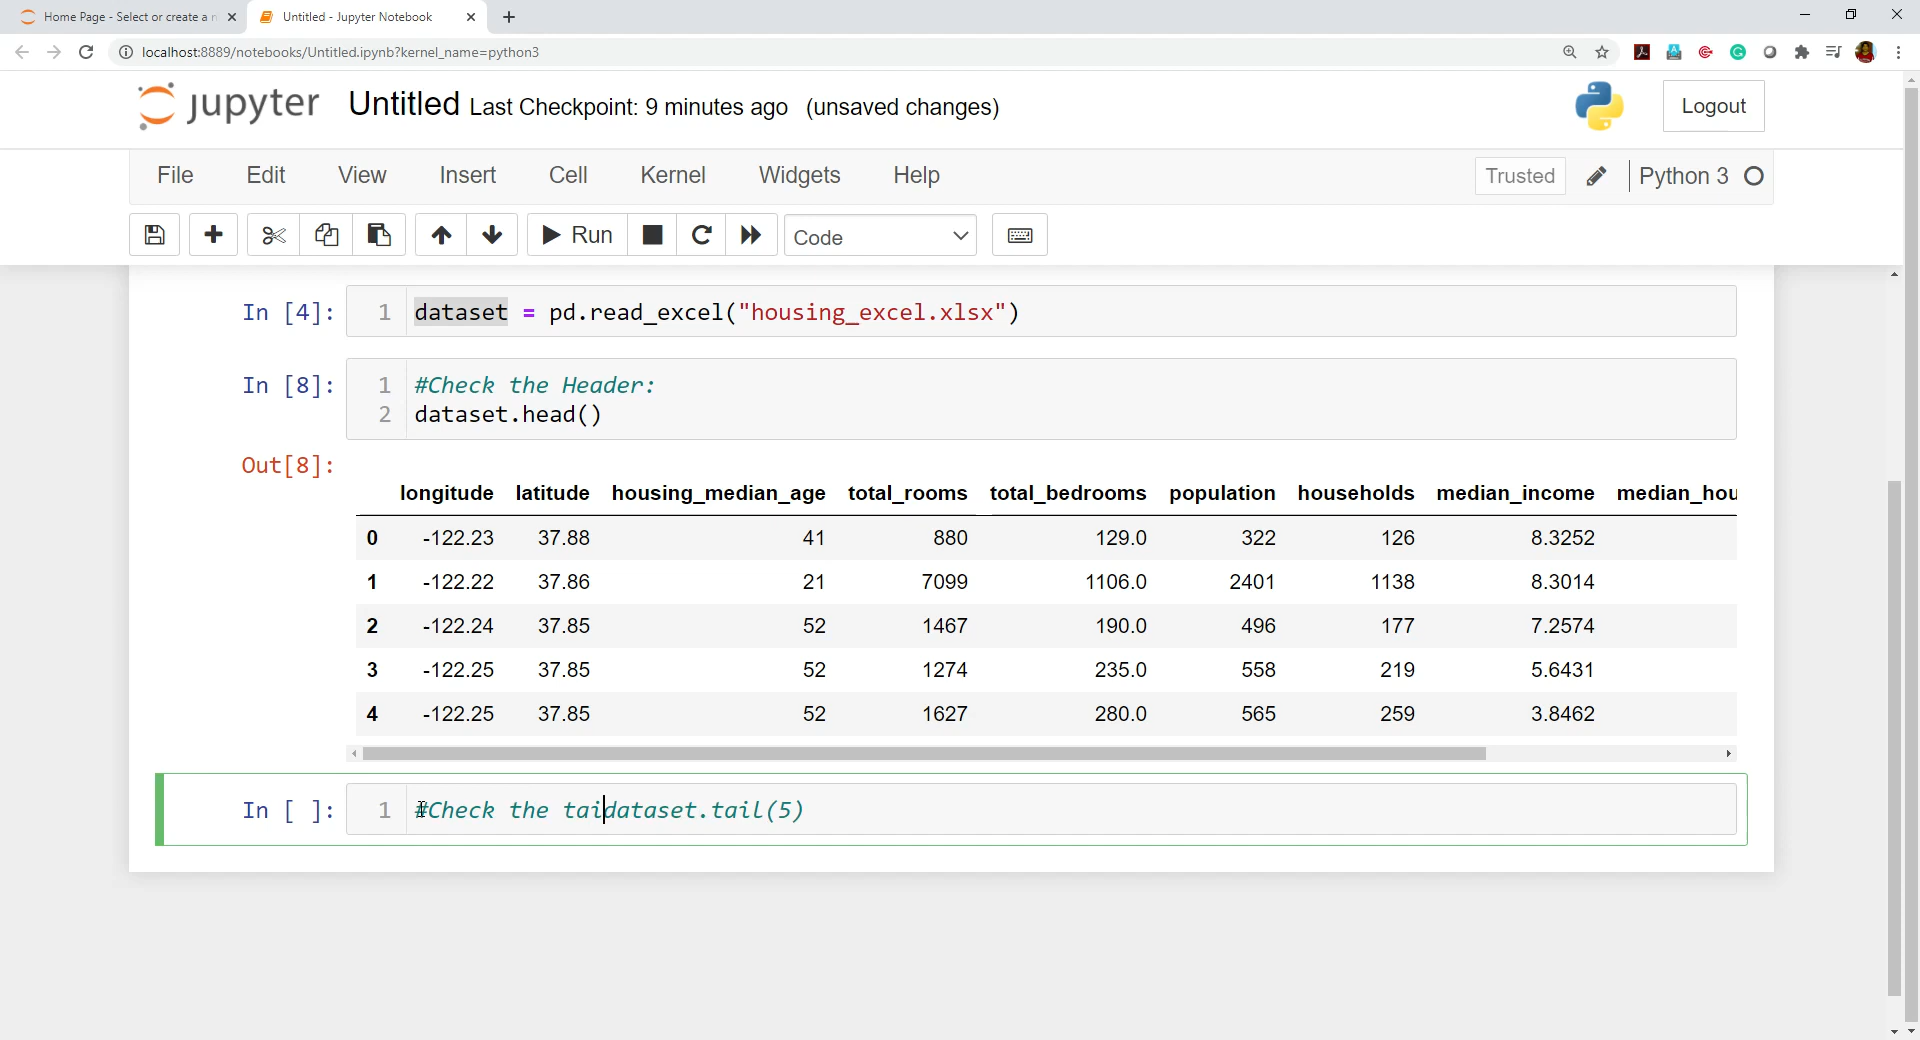 Home Page - Select or create a n
Untitled - Jupyter Notebook
localhost:8889/notebooks/Untitled.ipynb?kernel_name=python3
jupyter Untitled Last Checkpoint: 9 minutes ago (unsaved changes)
Logout
File Edit View Insert Cell Kernel Widgets Help Trusted Python 3
Run Code
In [4]: 1 dataset = pd.read_excel("housing_excel.xlsx")
In [8]: 1 #Check the Header:
2 dataset.head()
Out[8]:
longitude latitude housing_median_age total_rooms total_bedrooms population households median_income median_hou
0 -122.23 37.88 41 880 129.0 322 126 8.3252
1 -122.22 37.86 21 7099 1106.0 2401 1138 8.3014
2 -122.24 37.85 52 1467 190.0 496 177 7.2574
3 -122.25 37.85 52 1274 235.0 558 219 5.6431
4 -122.25 37.85 52 1627 280.0 565 259 3.8462
In [ ]: 1 #Check the taidataset.tail(5)